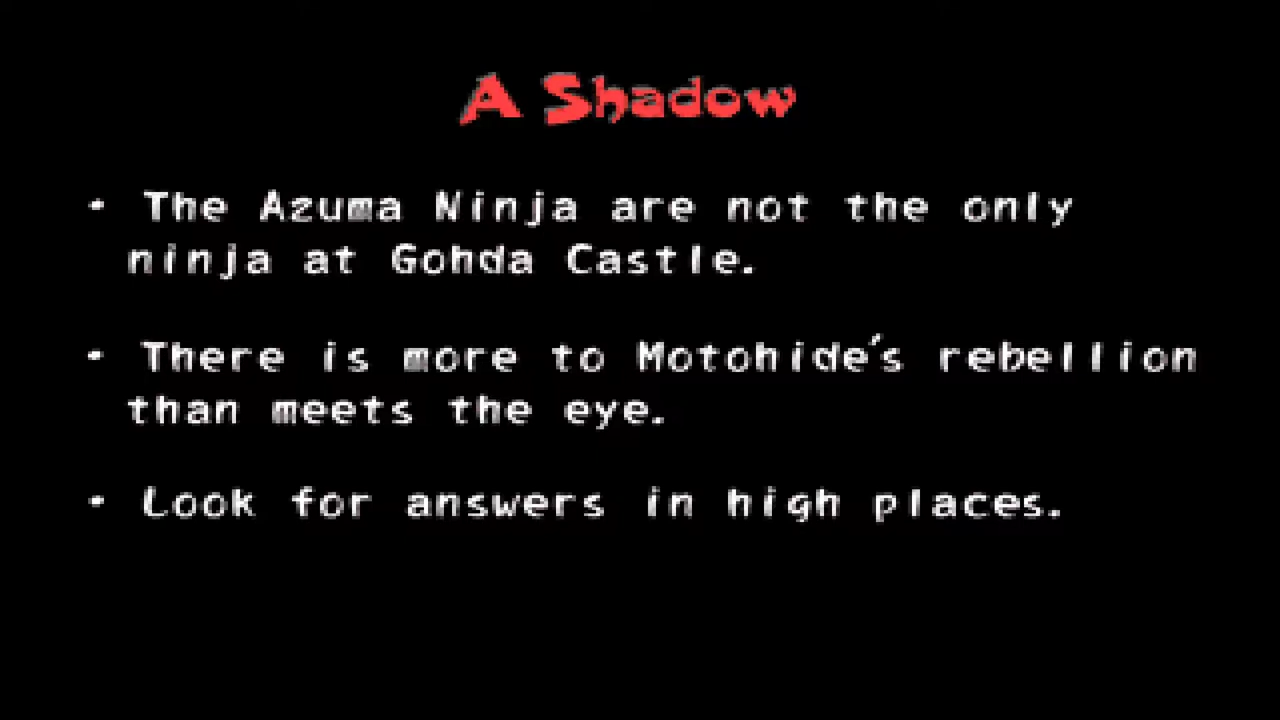 A Shadow
• The Azuma Ninja are not the only
ninja at Gohda Castle.
• There is more to Motohide's rebellion
than meets the eye.
• Look for answers in high places.